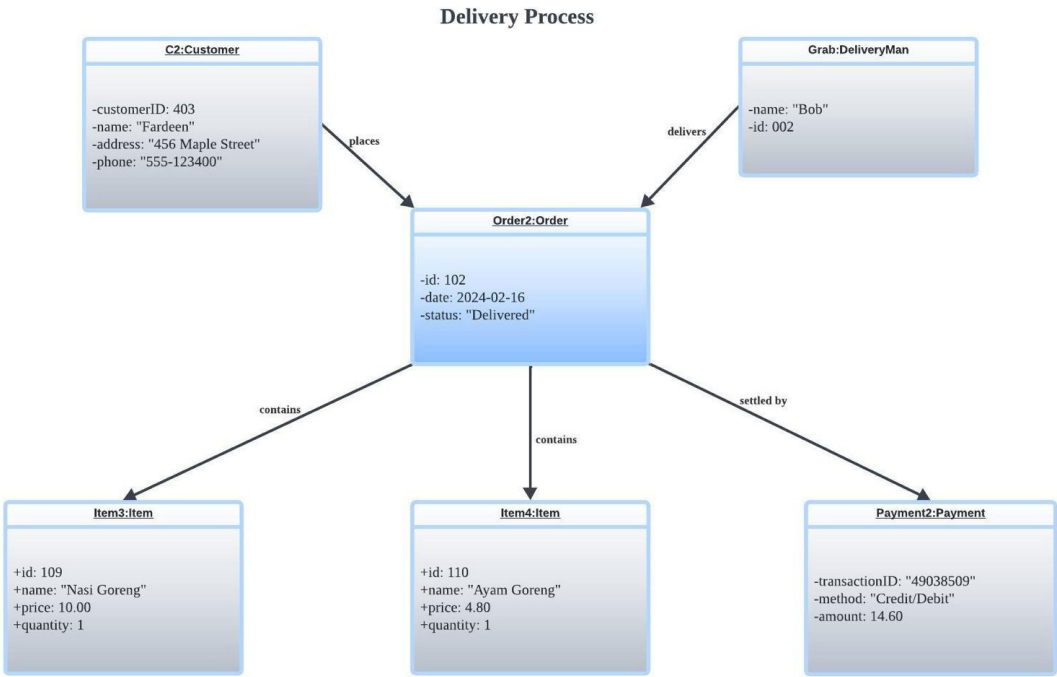 Delivery Process
C2:Customer
-customerID: 403
-name: "Fardeen"
-address: "456 Maple Street"
-phone: "555-123400"
Grab:DeliveryMan
-name: "Bob"
-id: 002
places
delivers
Order2:Order
-id: 102
-date: 2024-02-16
-status: "Delivered"
contains
contains
settled by
Item3:Item
+id: 109
+name: "Nasi Goreng"
+price: 10.00
+quantity: 1
Item4:Item
+id: 110
+name: "Ayam Goreng"
+price: 4.80
+quantity: 1
Payment2:Payment
-transactionID: "49038509"
-method: "Credit/Debit"
-amount: 14.60